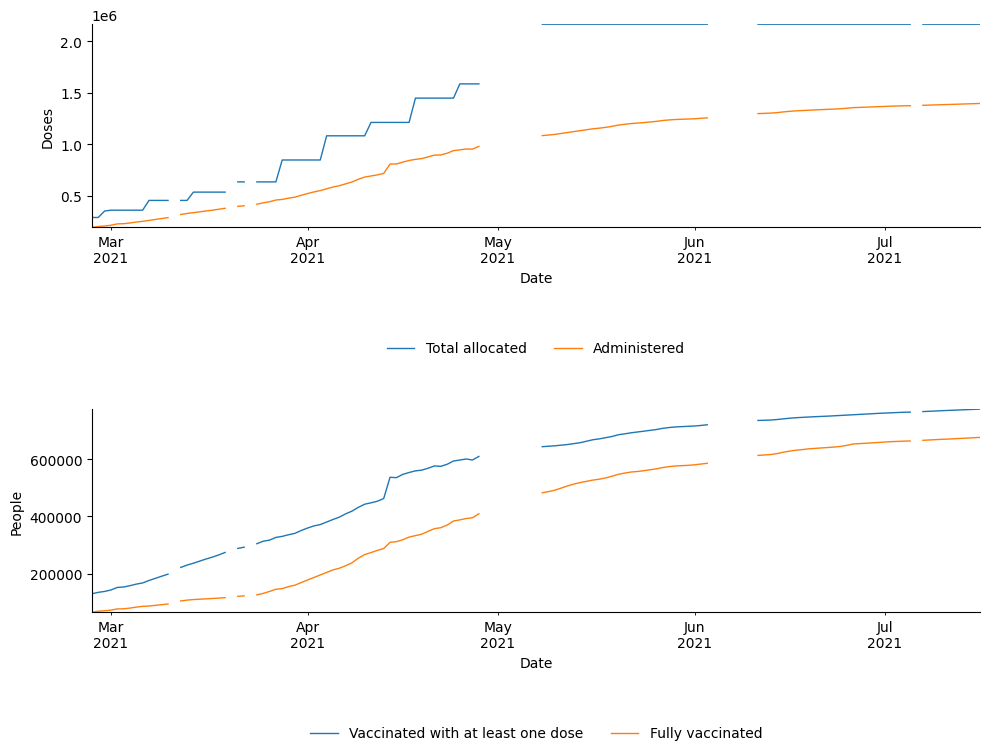 1e6
2.0
1.5
1.0
0.5
Doses
Mar Apr May Jun Jul
2021 2021 2021 2021 2021
Date
Total allocated Administered
600000
400000
200000
People
Mar Apr May Jun Jul
2021 2021 2021 2021 2021
Date
Vaccinated with at least one dose Fully vaccinated